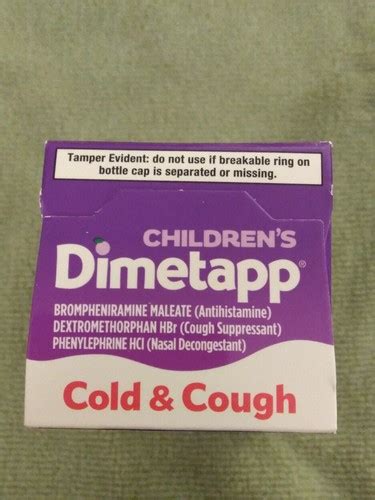 Tamper Evident: do not use if breakable ring on
bottle cap is separated or missing.
CHILDREN'S
Dimetapp®
BROMPHENIRAMINE MALEATE (Antihistamine)
DEXTROMETHORPHAN HBr (Cough Suppressant)
PHENYLEPHRINE HCl (Nasal Decongestant)
Cold & Cough